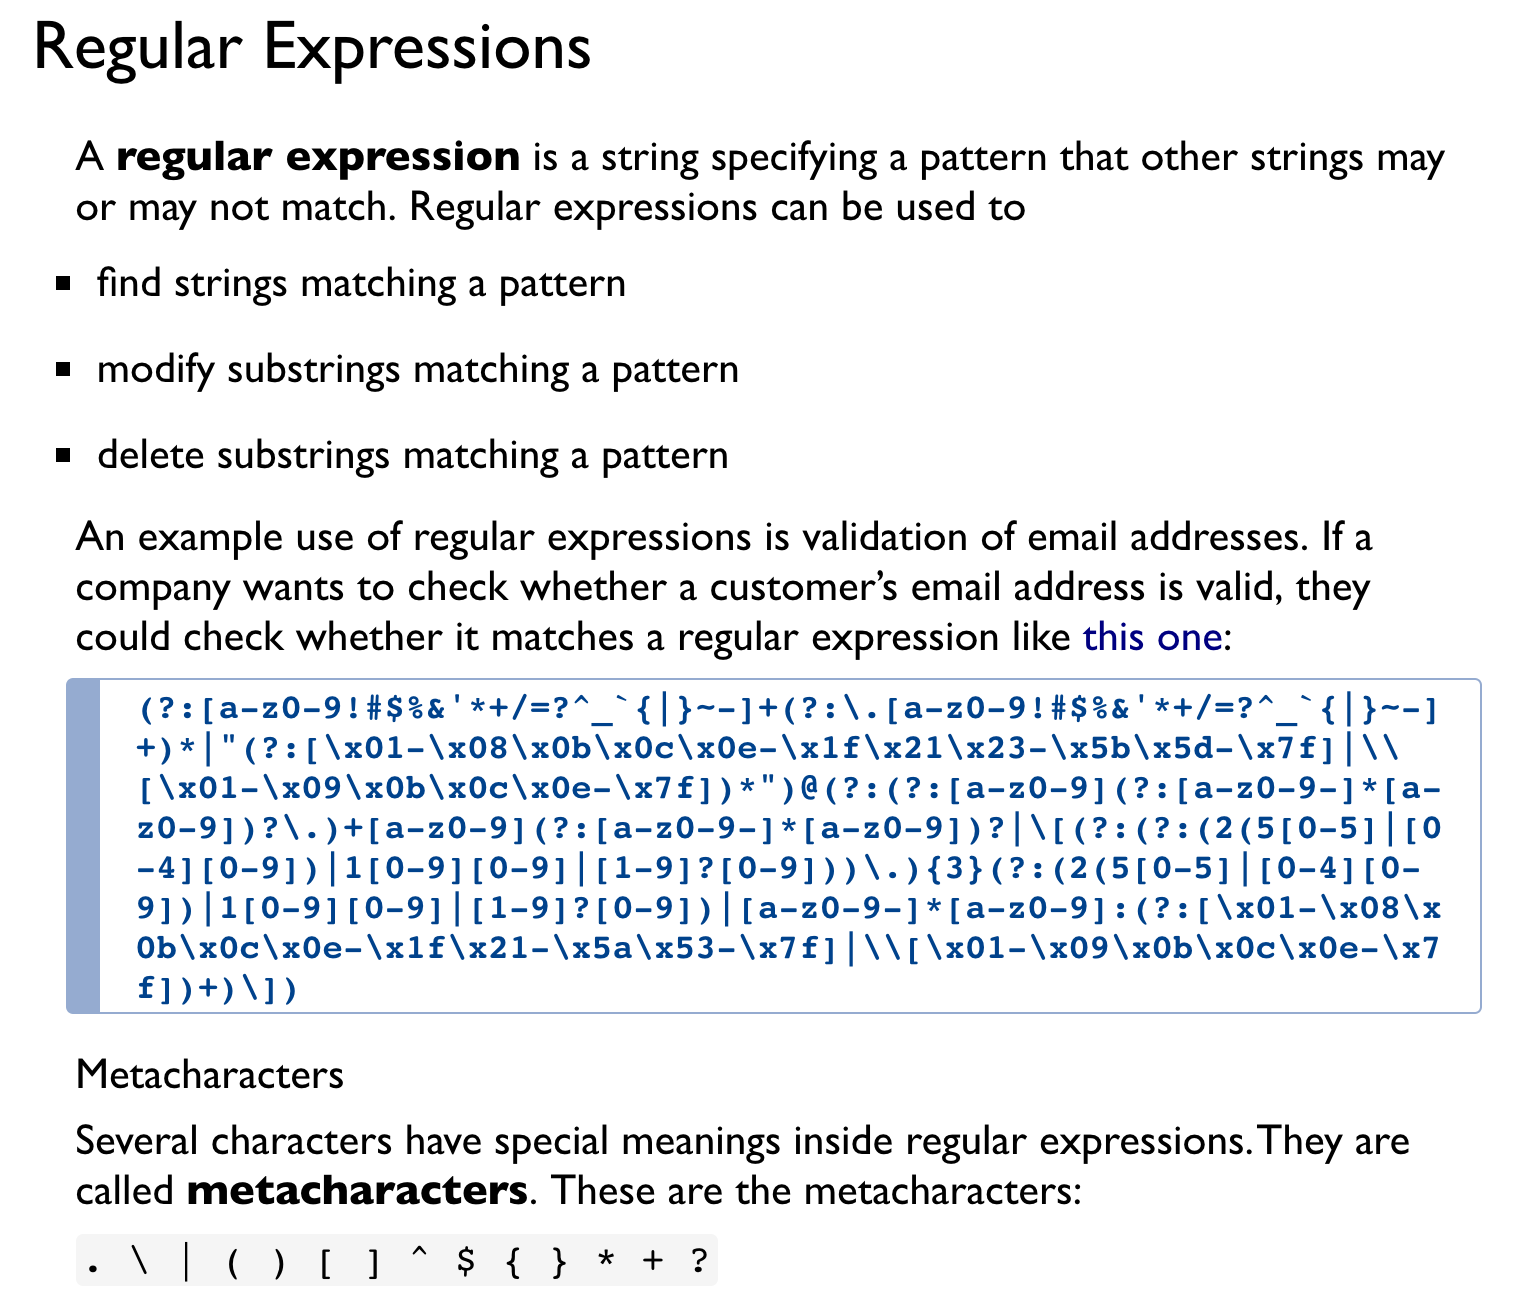 Regular Expressions
A regular expression is a string specifying a pattern that other strings may
or may not match. Regular expressions can be used to
▪ find strings matching a pattern
▪ modify substrings matching a pattern
▪ delete substrings matching a pattern
An example use of regular expressions is validation of email addresses. If a
company wants to check whether a customer’s email address is valid, they
could check whether it matches a regular expression like this one:
(?:[a-z0-9!#$%&'*+/=?^_`{|}~-]+(?:\.[a-z0-9!#$%&'*+/=?^_`{|}~-]
+)*|"(?:[\x01-\x08\x0b\x0c\x0e-\x1f\x21\x23-\x5b\x5d-\x7f]|\\
[\x01-\x09\x0b\x0c\x0e-\x7f])*")@(?:(?:[a-z0-9](?:[a-z0-9-]*[a-
z0-9])?\.)+[a-z0-9](?:[a-z0-9-]*[a-z0-9])?|\[(?:(?:(2(5[0-5]|[0
-4][0-9])|1[0-9][0-9]|[1-9]?[0-9]))\.){3}(?:(2(5[0-5]|[0-4][0-
9])|1[0-9][0-9]|[1-9]?[0-9])|[a-z0-9-]*[a-z0-9]:(?:[\x01-\x08\x
0b\x0c\x0e-\x1f\x21-\x5a\x53-\x7f]|\\[\x01-\x09\x0b\x0c\x0e-\x7
f])+)\])
Metacharacters
Several characters have special meanings inside regular expressions. They are
called metacharacters. These are the metacharacters:
. \ | ( ) [ ] ^ $ { } * + ?